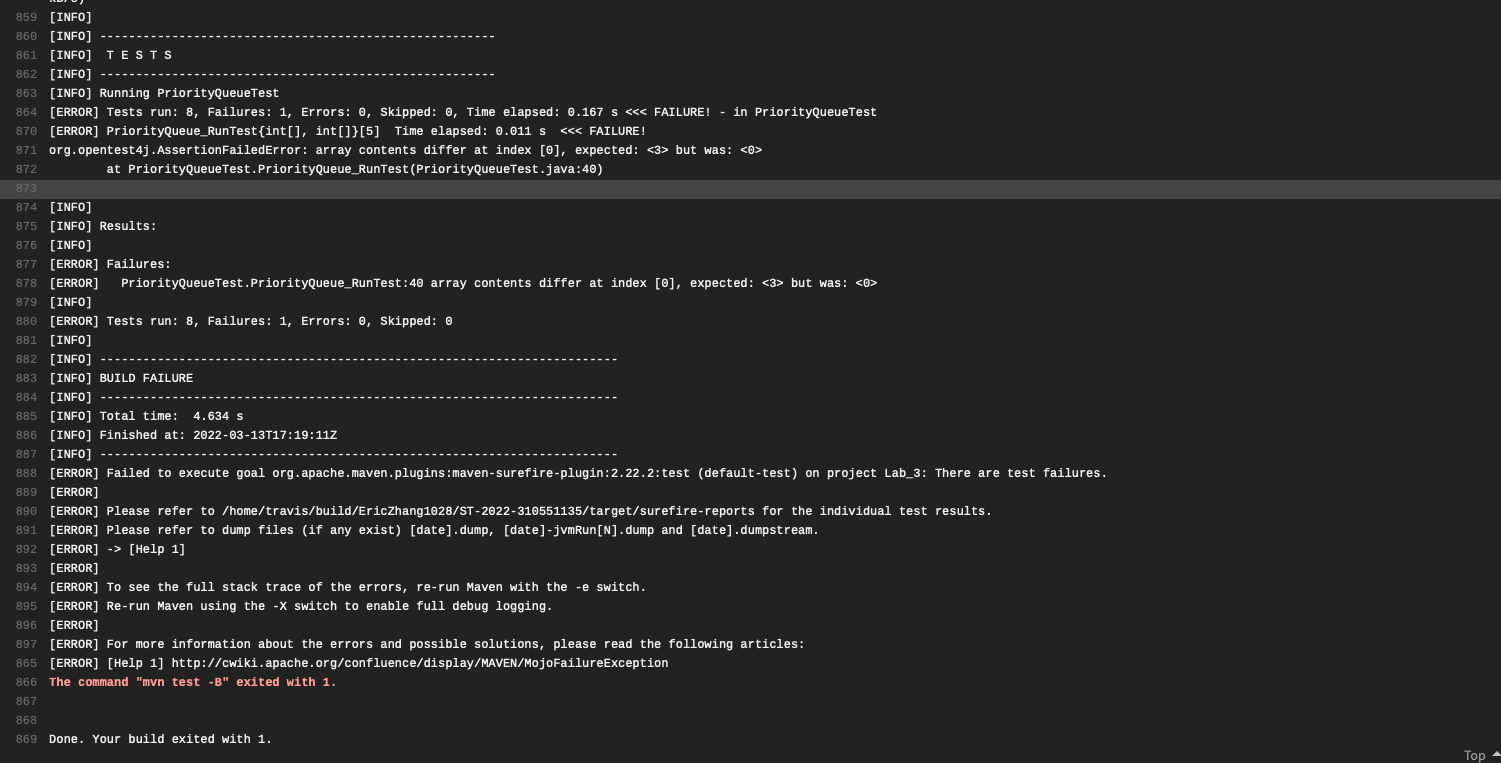 859 [INFO]
860 [INFO] -------------------------------------------------------
861 [INFO]  T E S T S
862 [INFO] -------------------------------------------------------
863 [INFO] Running PriorityQueueTest
864 [ERROR] Tests run: 8, Failures: 1, Errors: 0, Skipped: 0, Time elapsed: 0.167 s <<< FAILURE! - in PriorityQueueTest
870 [ERROR] PriorityQueue_RunTest{int[], int[]}[5]  Time elapsed: 0.011 s  <<< FAILURE!
871 org.opentest4j.AssertionFailedError: array contents differ at index [0], expected: <3> but was: <0>
872         at PriorityQueueTest.PriorityQueue_RunTest(PriorityQueueTest.java:40)
873
874 [INFO]
875 [INFO] Results:
876 [INFO]
877 [ERROR] Failures:
878 [ERROR]   PriorityQueueTest.PriorityQueue_RunTest:40 array contents differ at index [0], expected: <3> but was: <0>
879 [INFO]
880 [ERROR] Tests run: 8, Failures: 1, Errors: 0, Skipped: 0
881 [INFO]
882 [INFO] ------------------------------------------------------------------------
883 [INFO] BUILD FAILURE
884 [INFO] ------------------------------------------------------------------------
885 [INFO] Total time:  4.634 s
886 [INFO] Finished at: 2022-03-13T17:19:11Z
887 [INFO] ------------------------------------------------------------------------
888 [ERROR] Failed to execute goal org.apache.maven.plugins:maven-surefire-plugin:2.22.2:test (default-test) on project Lab_3: There are test failures.
889 [ERROR]
890 [ERROR] Please refer to /home/travis/build/EricZhang1028/ST-2022-310551135/target/surefire-reports for the individual test results.
891 [ERROR] Please refer to dump files (if any exist) [date].dump, [date]-jvmRun[N].dump and [date].dumpstream.
892 [ERROR] -> [Help 1]
893 [ERROR]
894 [ERROR] To see the full stack trace of the errors, re-run Maven with the -e switch.
895 [ERROR] Re-run Maven using the -X switch to enable full debug logging.
896 [ERROR]
897 [ERROR] For more information about the errors and possible solutions, please read the following articles:
865 [ERROR] [Help 1] http://cwiki.apache.org/confluence/display/MAVEN/MojoFailureException
866 The command "mvn test -B" exited with 1.
867
868
869 Done. Your build exited with 1.
Top